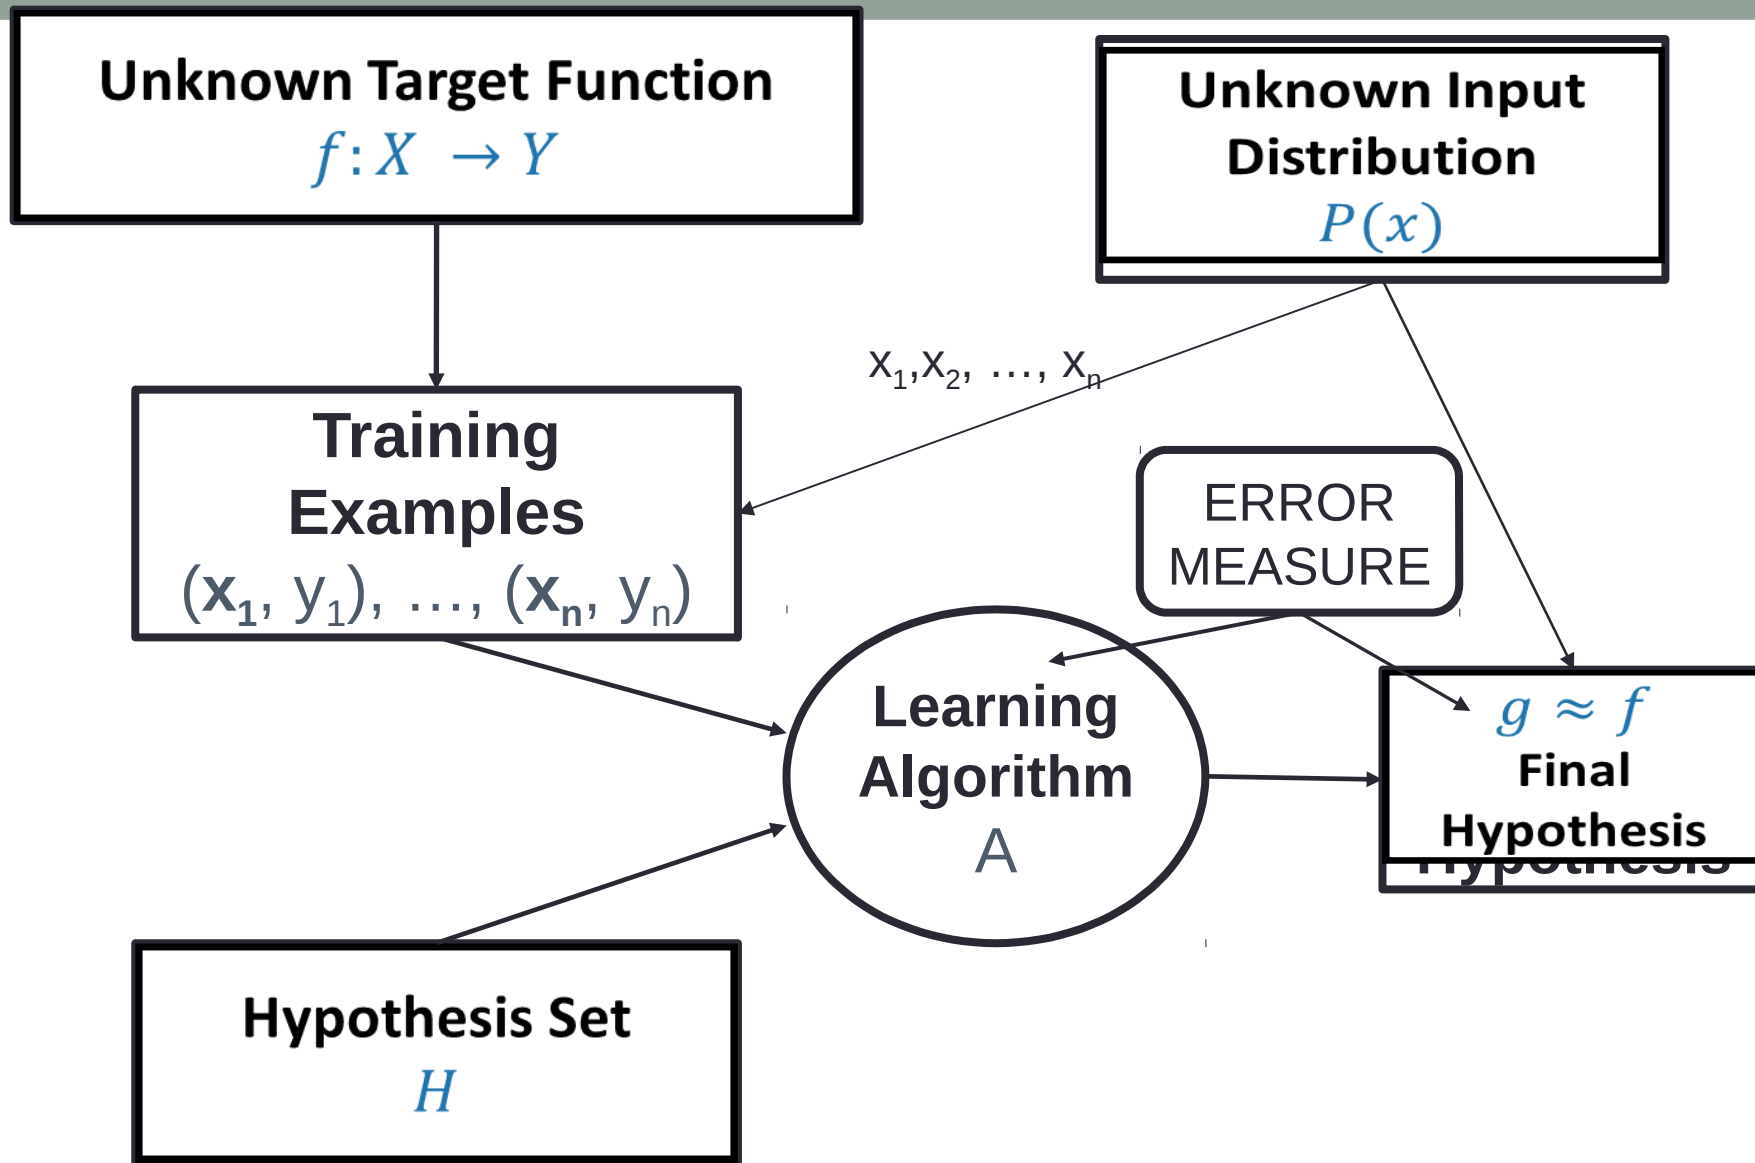 Unknown Target Function
f: X → Y
Unknown Input
Distribution
P(x)
x₁,x₂, …, xₙ
Training
Examples
(x₁, y₁), …, (xₙ, yₙ)
ERROR
MEASURE
Learning
Algorithm
A
g ≈ f
Final
Hypothesis
Hypothesis
Hypothesis Set
H